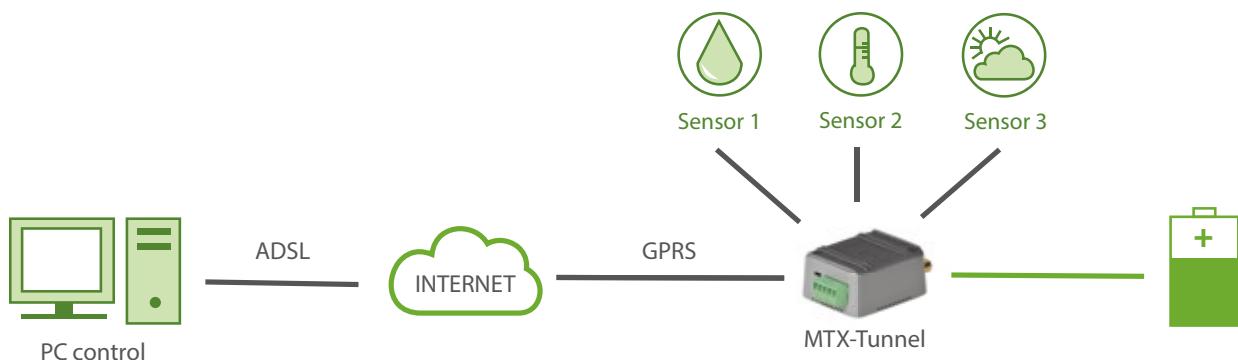 Sensor 1
Sensor 2
Sensor 3
ADSL
INTERNET
GPRS
+
MTX-Tunnel
PC control